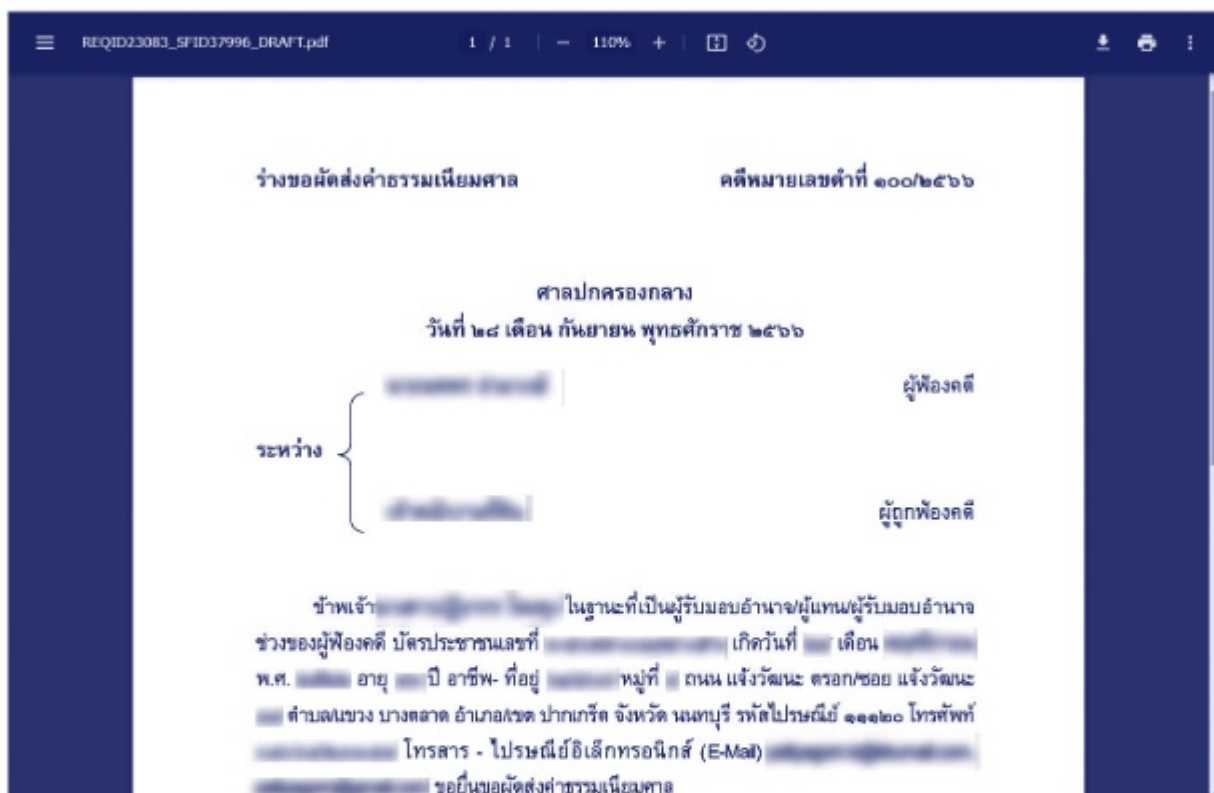 REQID23083_SFID37996_DRAFT.pdf 1 / 1 | − 110% +
ร่างขอผัดส่งค่าธรรมเนียมศาล คดีหมายเลขดำที่ ๑๐๐/๒๕๖๖
ศาลปกครองกลาง
วันที่ ๒๘ เดือน กันยายน พุทธศักราช ๒๕๖๖
ผู้ฟ้องคดี
ระหว่าง
ผู้ถูกฟ้องคดี
ข้าพเจ้า ในฐานะที่เป็นผู้รับมอบอำนาจ/ผู้แทน/ผู้รับมอบอำนาจ
ช่วงของผู้ฟ้องคดี บัตรประชาชนเลขที่ เกิดวันที่ เดือน
พ.ศ. อายุ ปี อาชีพ- ที่อยู่ หมู่ที่ ถนน แจ้งวัฒนะ ตรอก/ซอย แจ้งวัฒนะ
ตำบล/แขวง บางตลาด อำเภอ/เขต ปากเกร็ด จังหวัด นนทบุรี รหัสไปรษณีย์ ๑๑๑๒๐ โทรศัพท์
โทรสาร - ไปรษณีย์อิเล็กทรอนิกส์ (E-Mail)
ขอยื่นขอผัดส่งค่าธรรมเนียมศาล